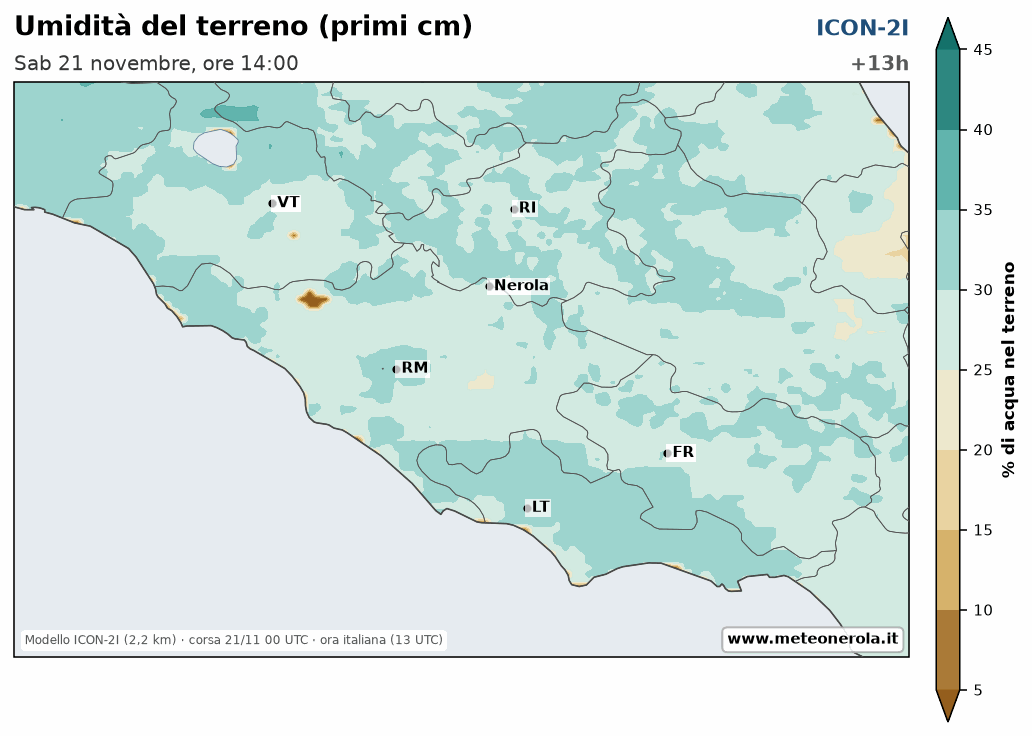 Umidità del terreno (primi cm)
ICON-2I
Sab 21 novembre, ore 14:00
+13h
45
40
35
30
25
20
15
10
5
% di acqua nel terreno
VT
RI
Nerola
RM
FR
LT
Modello ICON-2I (2,2 km) · corsa 21/11 00 UTC · ora italiana (13 UTC)
www.meteonerola.it